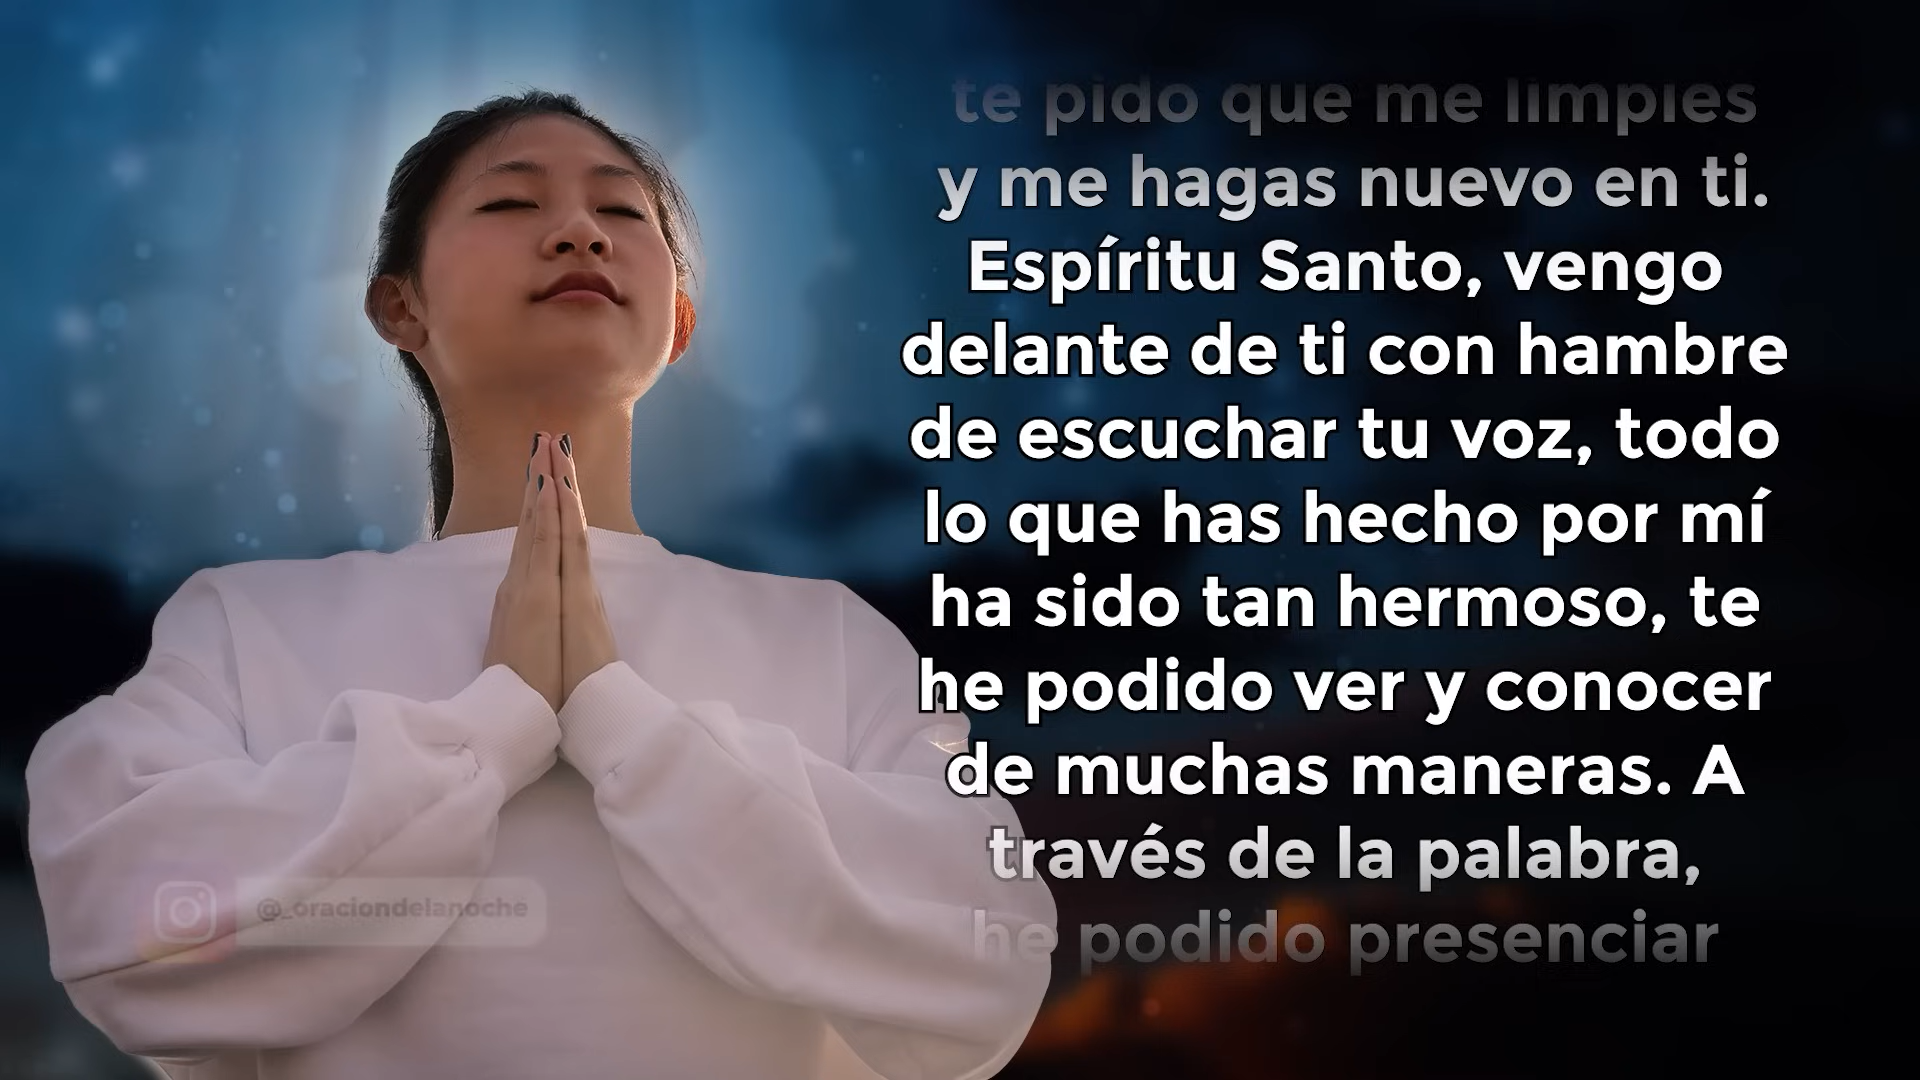 te pido que me limpies
y me hagas nuevo en ti.
Espíritu Santo, vengo
delante de ti con hambre
de escuchar tu voz, todo
lo que has hecho por mí
ha sido tan hermoso, te
he podido ver y conocer
de muchas maneras. A
través de la palabra,
he podido presenciar
@_oraciondelanoche